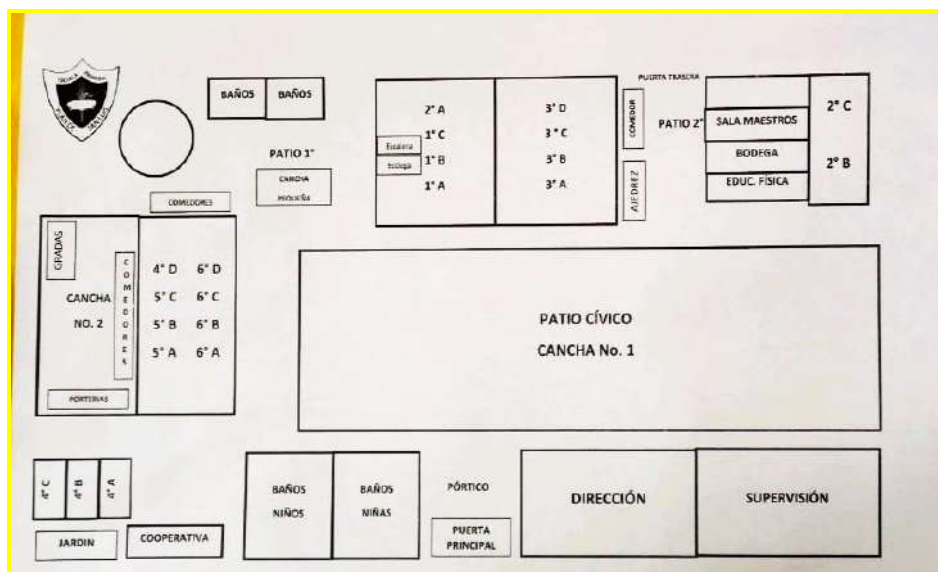 BAÑOS BAÑOS
PATIO 1°
CANCHA
PEQUEÑA
COMEDORES
2° A 3° D
1° C 3° C
Escalera
1° B 3° B
Bodega
1° A 3° A
PUERTA TRASERA
COMEDOR
AJEDREZ
PATIO 2°
SALA MAESTROS
BODEGA
EDUC. FÍSICA
2° C
2° B
GRADAS
CANCHA
NO. 2
COMEDORES
PORTERIAS
4° D 6° D
5° C 6° C
5° B 6° B
5° A 6° A
PATIO CÍVICO
CANCHA No. 1
4° C
4° B
4° A
JARDIN
COOPERATIVA
BAÑOS
NIÑOS
BAÑOS
NIÑAS
PÓRTICO
PUERTA
PRINCIPAL
DIRECCIÓN
SUPERVISIÓN